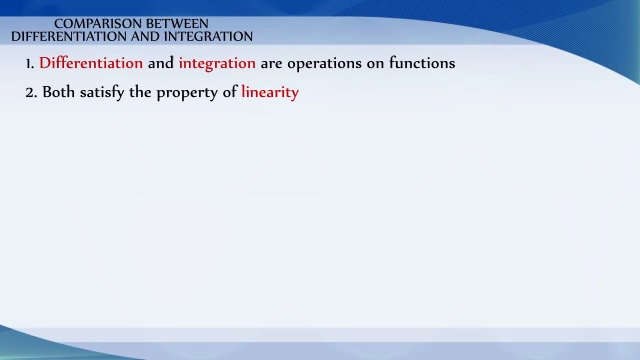 COMPARISON BETWEEN
DIFFERENTIATION AND INTEGRATION
1. Differentiation and integration are operations on functions
2. Both satisfy the property of linearity